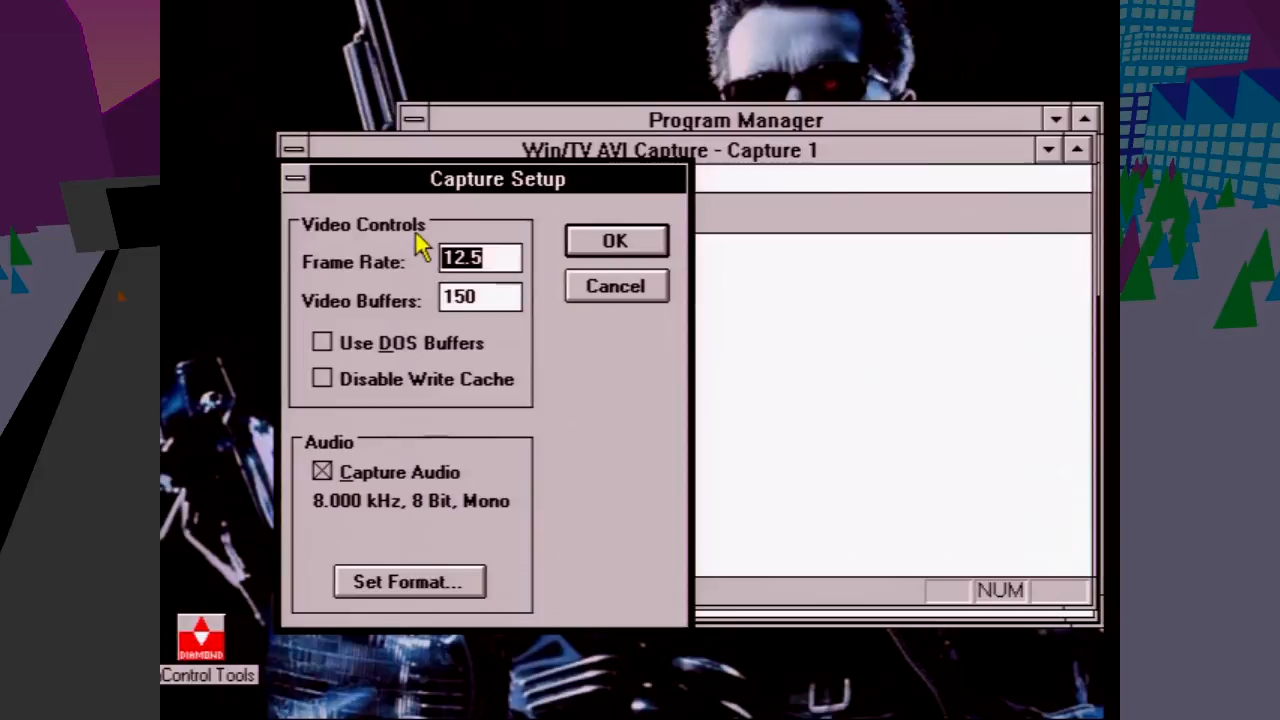 Program Manager
Win/TV AVI Capture - Capture 1
Capture Setup
Video Controls
Frame Rate: 12.5
Video Buffers: 150
Use DOS Buffers
Disable Write Cache
OK
Cancel
Audio
Capture Audio
8.000 kHz, 8 Bit, Mono
Set Format...
NUM
DIAMOND
Control Tools